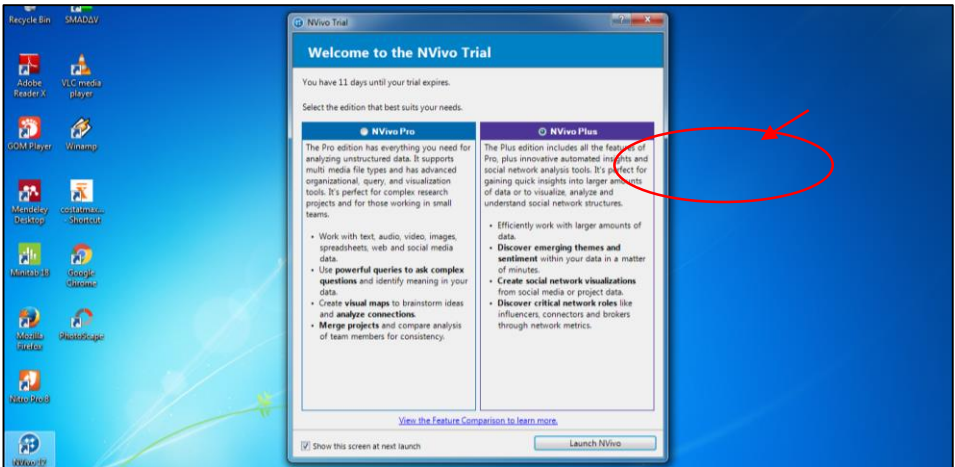 Recycle Bin
SMADAV
Adobe
Reader X
VLC media
player
GOM Player
Winamp
Mendeley
Desktop
costatmax...
- Shortcut
Minitab 18
Google
Chrome
Mozilla
Firefox
PhotoScape
NVivo Trial
Welcome to the NVivo Trial
You have 11 days until your trial expires.
Select the edition that best suits your needs.
NVivo Pro
The Pro edition has everything you need for
analyzing unstructured data. It supports
multi media file types and has advanced
organizational, query, and visualization
tools. It's perfect for complex research
projects and for those working in small
teams.
• Work with text, audio, video, images,
spreadsheets, web and social media
data.
• Use powerful queries to ask complex
questions and identify meaning in your
data.
• Create visual maps to brainstorm ideas
and analyze connections.
• Merge projects and compare analysis
of team members for consistency.
NVivo Plus
The Plus edition includes all the features of
Pro, plus innovative automated insights and
social network analysis tools. It's perfect for
gaining quick insights into larger amounts
of data or to visualize, analyze and
understand social network structures.
• Efficiently work with larger amounts of
data.
• Discover emerging themes and
sentiment within your data in a matter
of minutes.
• Create social network visualizations
from social media or project data.
• Discover critical network roles like
influencers, connectors and brokers
through network metrics.
View the Feature Comparison to learn more.
Show this screen at next launch
Launch NVivo